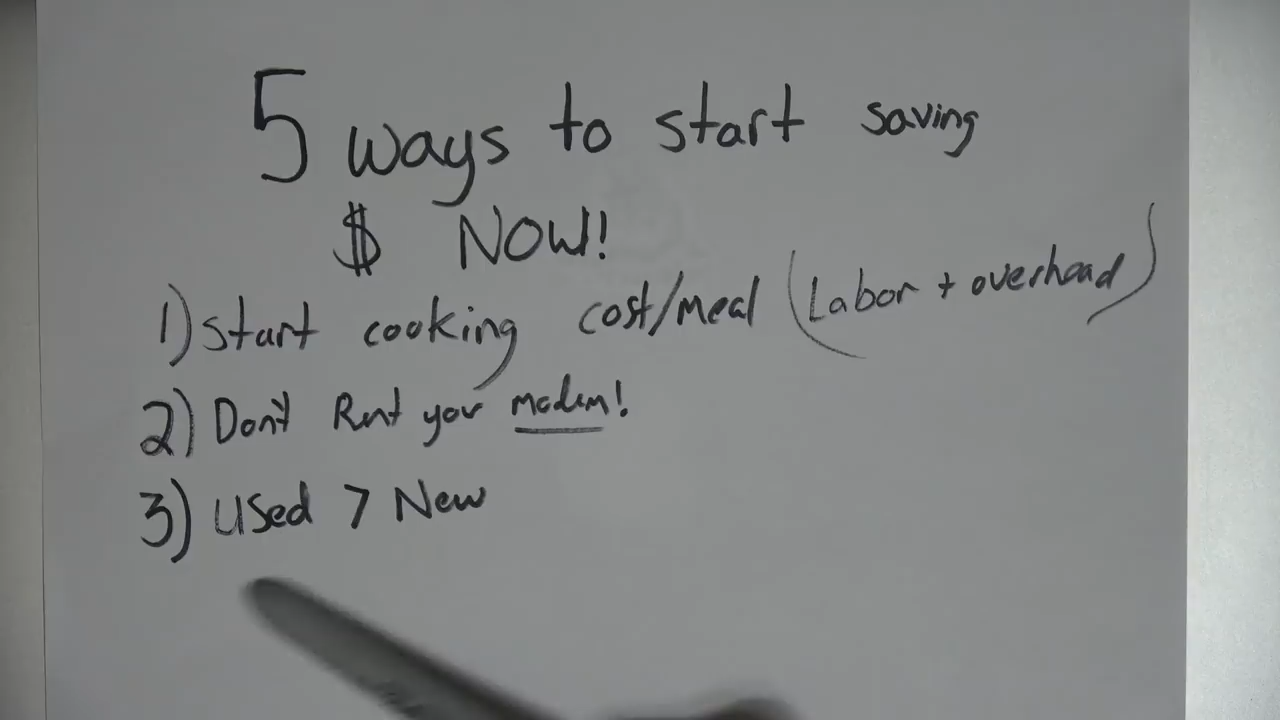 5 ways to start saving
$ NOW!
1) Start cooking cost/meal (Labor + overhead)
2) Don't Rent your modem!
3) Used > New